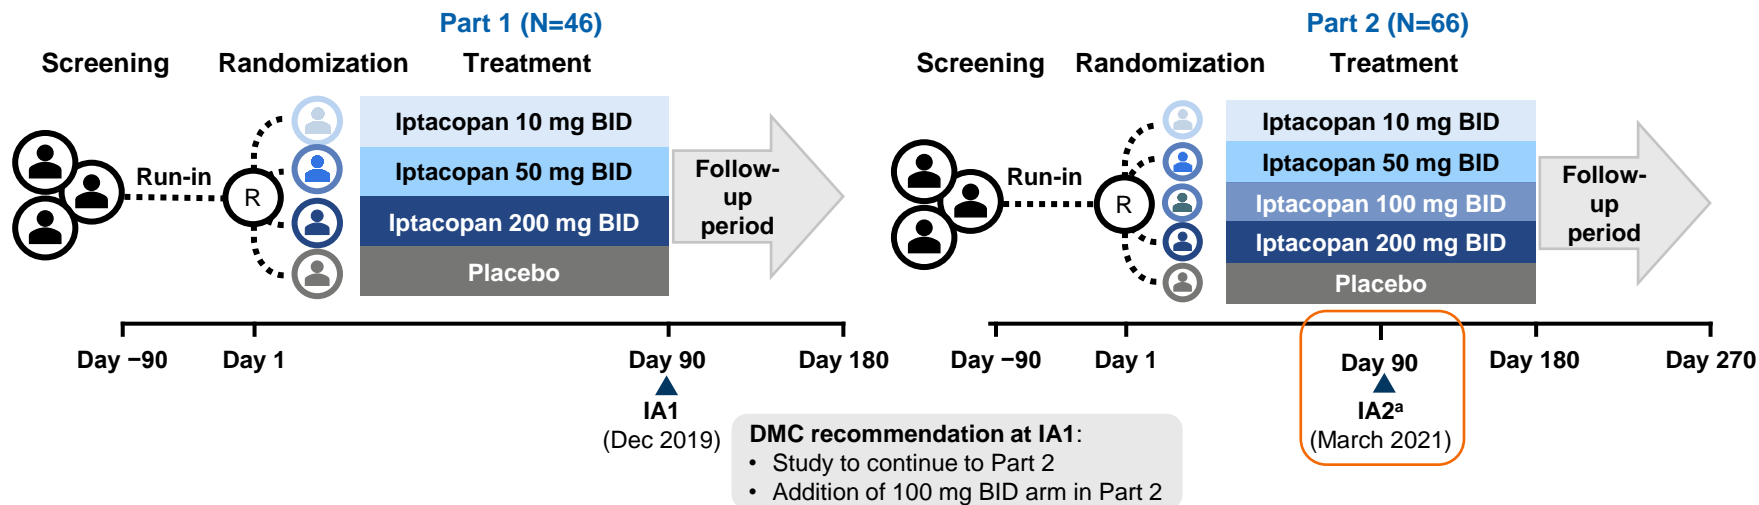 Part 1 (N=46)
Screening
Randomization
Treatment
Run-in
R
Iptacopan 10 mg BID
Iptacopan 50 mg BID
Iptacopan 200 mg BID
Placebo
Follow-
up
period
Day −90
Day 1
Day 90
Day 180
IA1
(Dec 2019)
DMC recommendation at IA1:
• Study to continue to Part 2
• Addition of 100 mg BID arm in Part 2
Part 2 (N=66)
Screening
Randomization
Treatment
Run-in
R
Iptacopan 10 mg BID
Iptacopan 50 mg BID
Iptacopan 100 mg BID
Iptacopan 200 mg BID
Placebo
Follow-
up
period
Day −90
Day 1
Day 90
Day 180
Day 270
IA2ᵃ
(March 2021)